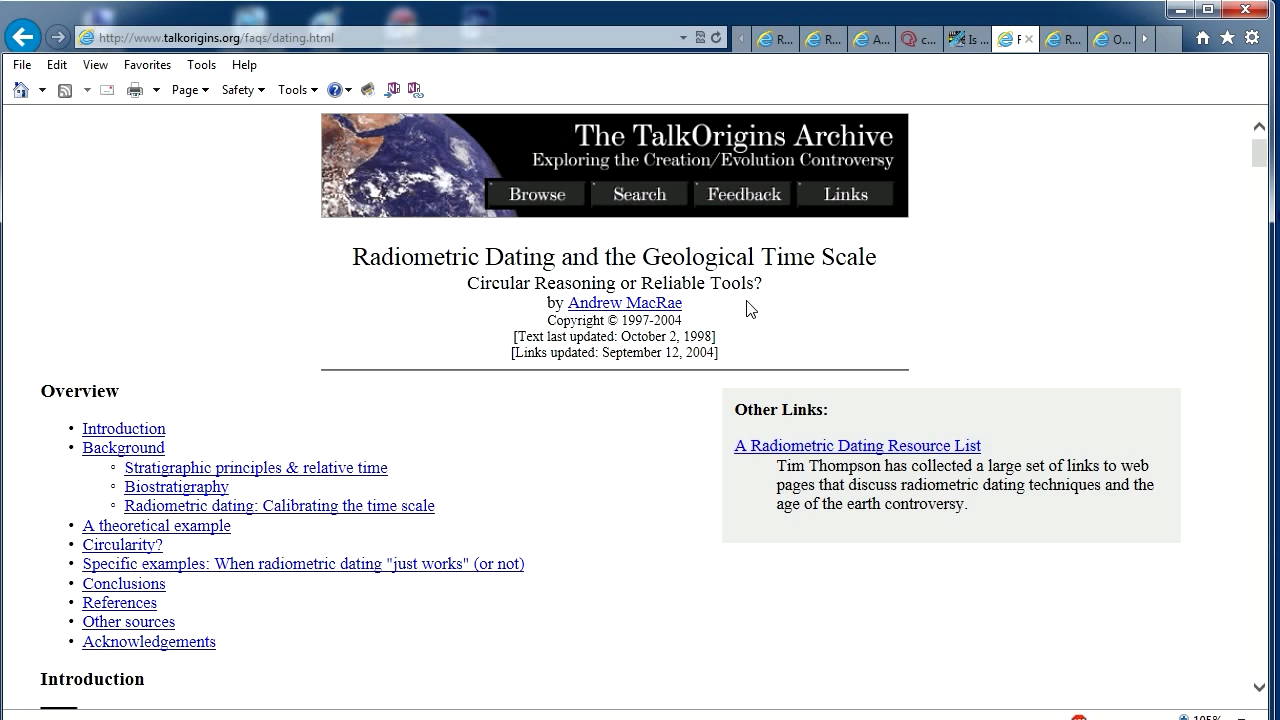 http://www.talkorigins.org/faqs/dating.html
R...
R...
A...
c...
Is ...
F
R...
O...
File Edit View Favorites Tools Help
Page Safety Tools
The TalkOrigins Archive
Exploring the Creation/Evolution Controversy
Browse Search Feedback Links
Radiometric Dating and the Geological Time Scale
Circular Reasoning or Reliable Tools?
by Andrew MacRae
Copyright © 1997-2004
[Text last updated: October 2, 1998]
[Links updated: September 12, 2004]
Overview
• Introduction
• Background
◦ Stratigraphic principles & relative time
◦ Biostratigraphy
◦ Radiometric dating: Calibrating the time scale
• A theoretical example
• Circularity?
• Specific examples: When radiometric dating "just works" (or not)
• Conclusions
• References
• Other sources
• Acknowledgements
Other Links:
A Radiometric Dating Resource List
Tim Thompson has collected a large set of links to web
pages that discuss radiometric dating techniques and the
age of the earth controversy.
Introduction
105%